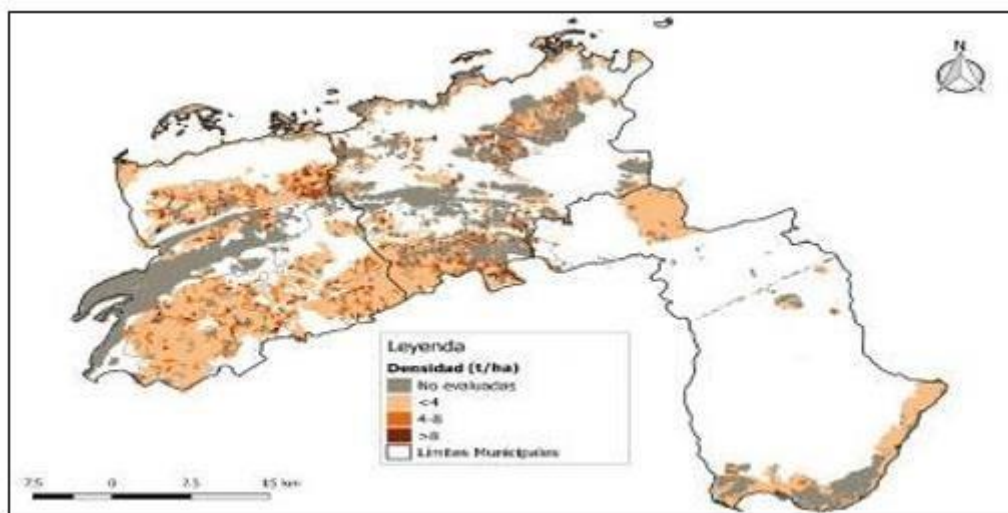 N
Leyenda
Densidad (t/ha)
No evaluadas
<4
4-8
>8
Límites Municipales
7.5 0 7.5 15 km